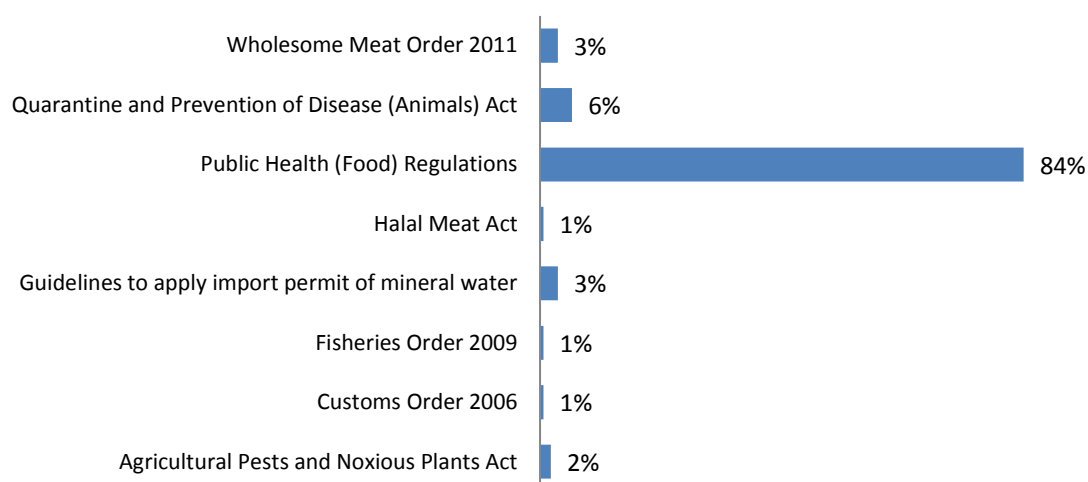 Wholesome Meat Order 2011 3%
Quarantine and Prevention of Disease (Animals) Act 6%
Public Health (Food) Regulations 84%
Halal Meat Act 1%
Guidelines to apply import permit of mineral water 3%
Fisheries Order 2009 1%
Customs Order 2006 1%
Agricultural Pests and Noxious Plants Act 2%